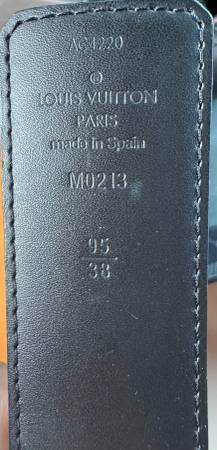 AC4220
LOUIS VUITTON
PARIS
made in Spain
M0213
95
38